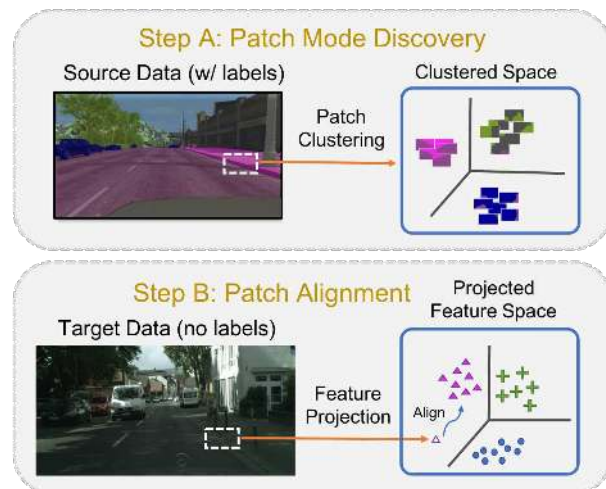 Step A: Patch Mode Discovery
Source Data (w/ labels)
Clustered Space
Patch
Clustering
Step B: Patch Alignment
Projected
Feature Space
Target Data (no labels)
Feature
Projection
Align